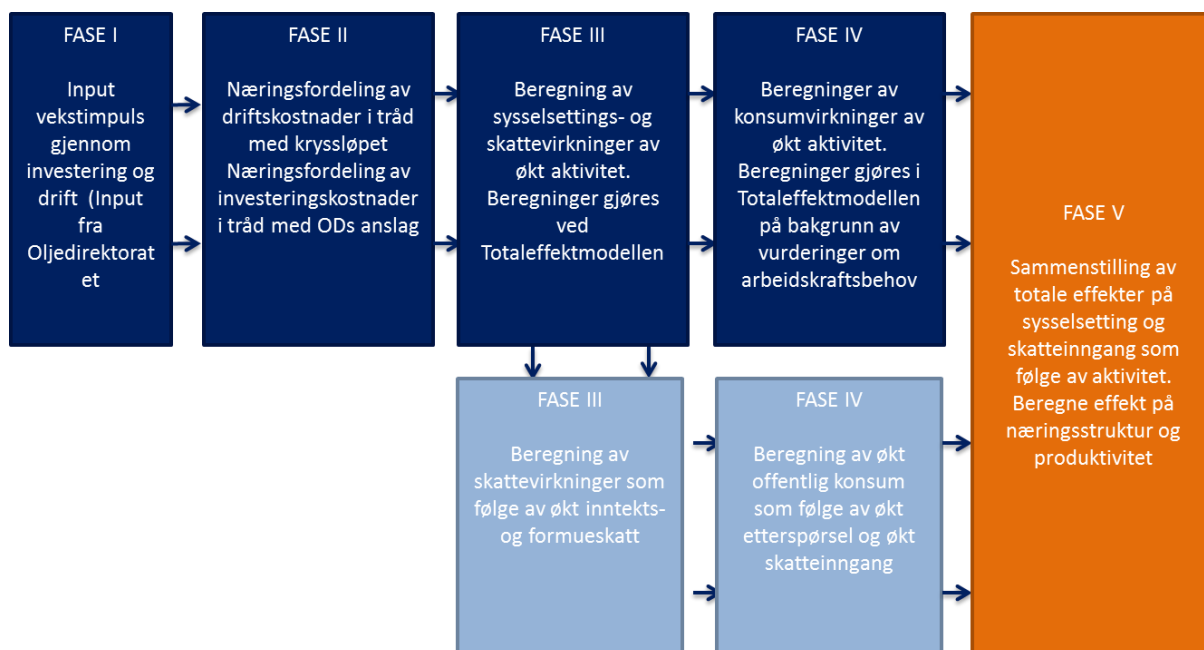 FASE I
Input
vekstimpuls
gjennom
investering og
drift  (Input
fra
Oljedirektorat
et
FASE II
Næringsfordeling av
driftskostnader i tråd
med kryssløpet
Næringsfordeling av
investeringskostnader
i tråd med ODs anslag
FASE III
Beregning av
sysselsettings- og
skattevirkninger av
økt aktivitet.
Beregninger gjøres
ved
Totaleffektmodellen
FASE IV
Beregninger av
konsumvirkninger av
økt aktivitet.
Beregninger gjøres i
Totaleffektmodellen
på bakgrunn av
vurderinger om
arbeidskraftsbehov
FASE III
Beregning av
skattevirkninger som
følge av økt inntekts-
og formueskatt
FASE IV
Beregning av økt
offentlig konsum
som følge av økt
etterspørsel og økt
skatteinngang
FASE V
Sammenstilling av
totale effekter på
sysselsetting og
skatteinngang som
følge av aktivitet.
Beregne effekt på
næringsstruktur og
produktivitet